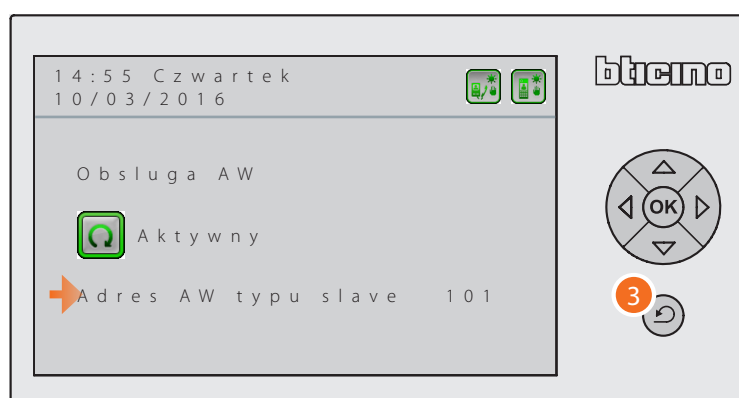 14:55 Czwartek
10/03/2016
bticino
Obsluga AW
Aktywny
Adres AW typu slave 101
OK
3